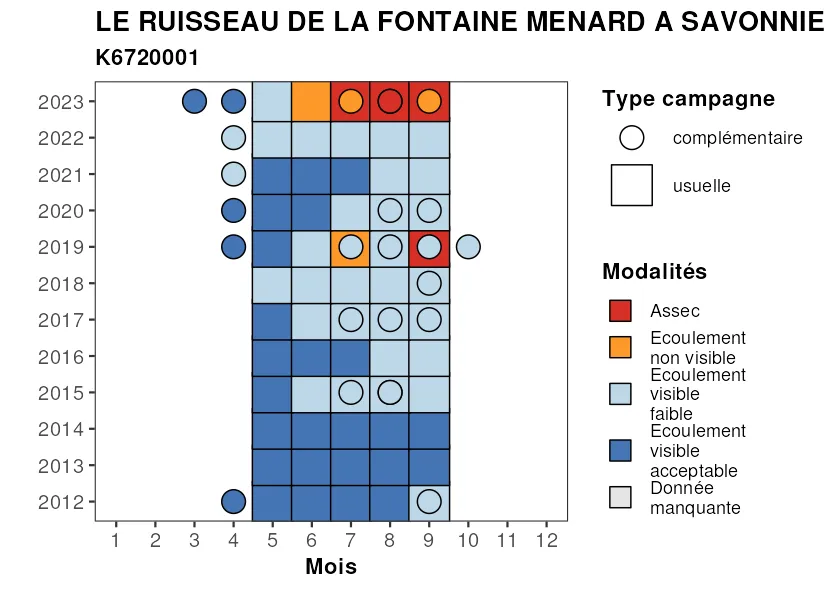 LE RUISSEAU DE LA FONTAINE MENARD A SAVONNIE
K6720001
2023
2022
2021
2020
2019
2018
2017
2016
2015
2014
2013
2012
1 2 3 4 5 6 7 8 9 10 11 12
Mois
Type campagne
complémentaire
usuelle
Modalités
Assec
Ecoulement
non visible
Ecoulement
visible
faible
Ecoulement
visible
acceptable
Donnée
manquante